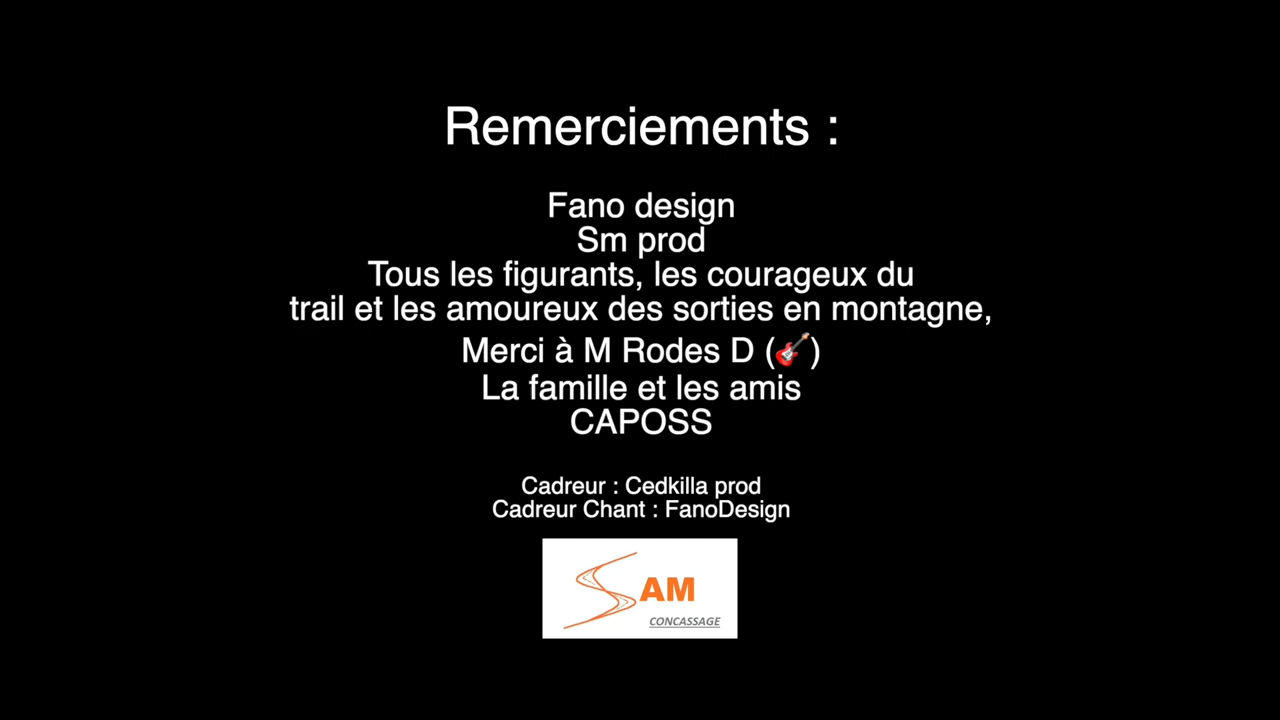 Remerciements :
Fano design
Sm prod
Tous les figurants, les courageux du
trail et les amoureux des sorties en montagne,
Merci à M Rodes D (🎸)
La famille et les amis
CAPOSS
Cadreur : Cedkilla prod
Cadreur Chant : FanoDesign
SAM
CONCASSAGE